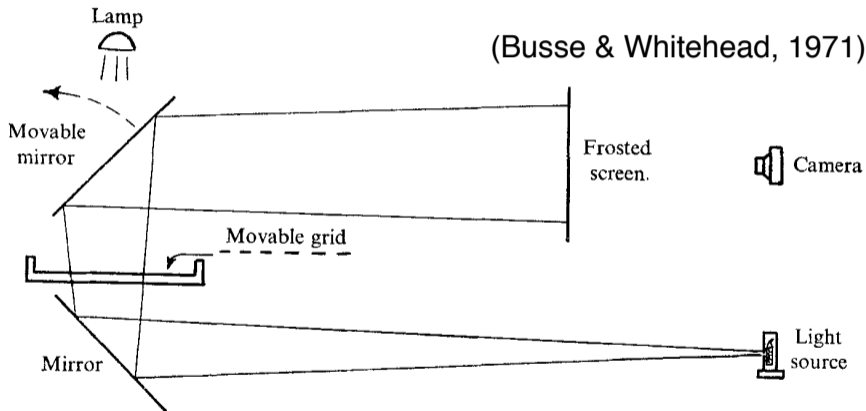 Lamp
(Busse & Whitehead, 1971)
Movable
mirror
Frosted
screen.
Camera
Movable grid
Mirror
Light
source